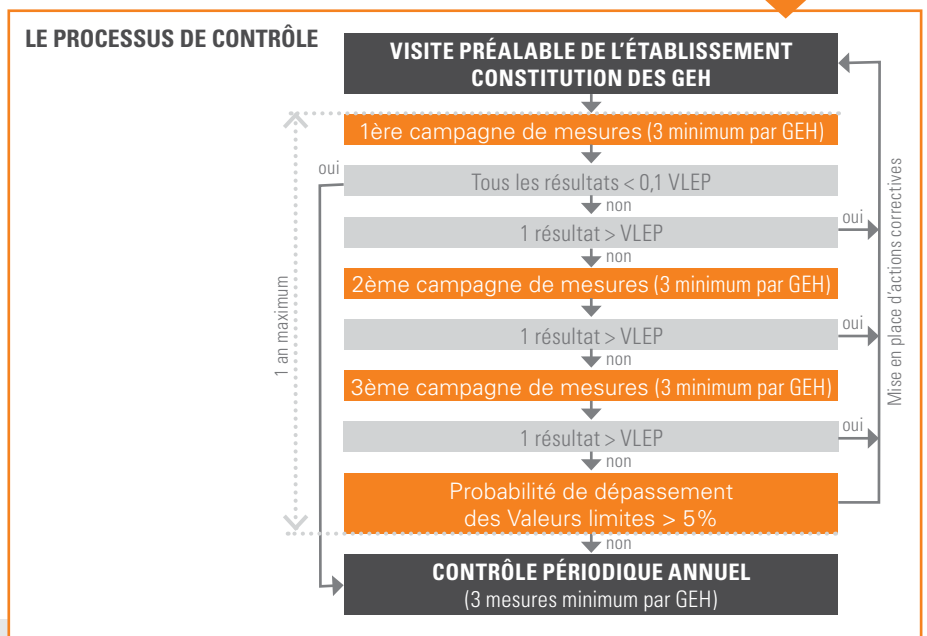 LE PROCESSUS DE CONTRÔLE
VISITE PRÉALABLE DE L'ÉTABLISSEMENT
CONSTITUTION DES GEH
1ère campagne de mesures (3 minimum par GEH)
oui
Tous les résultats < 0,1 VLEP
non
1 résultat > VLEP
oui
non
2ème campagne de mesures (3 minimum par GEH)
1 résultat > VLEP
oui
non
3ème campagne de mesures (3 minimum par GEH)
1 résultat > VLEP
oui
non
Probabilité de dépassement
des Valeurs limites > 5%
non
CONTRÔLE PÉRIODIQUE ANNUEL
(3 mesures minimum par GEH)
1 an maximum
Mise en place d'actions correctives